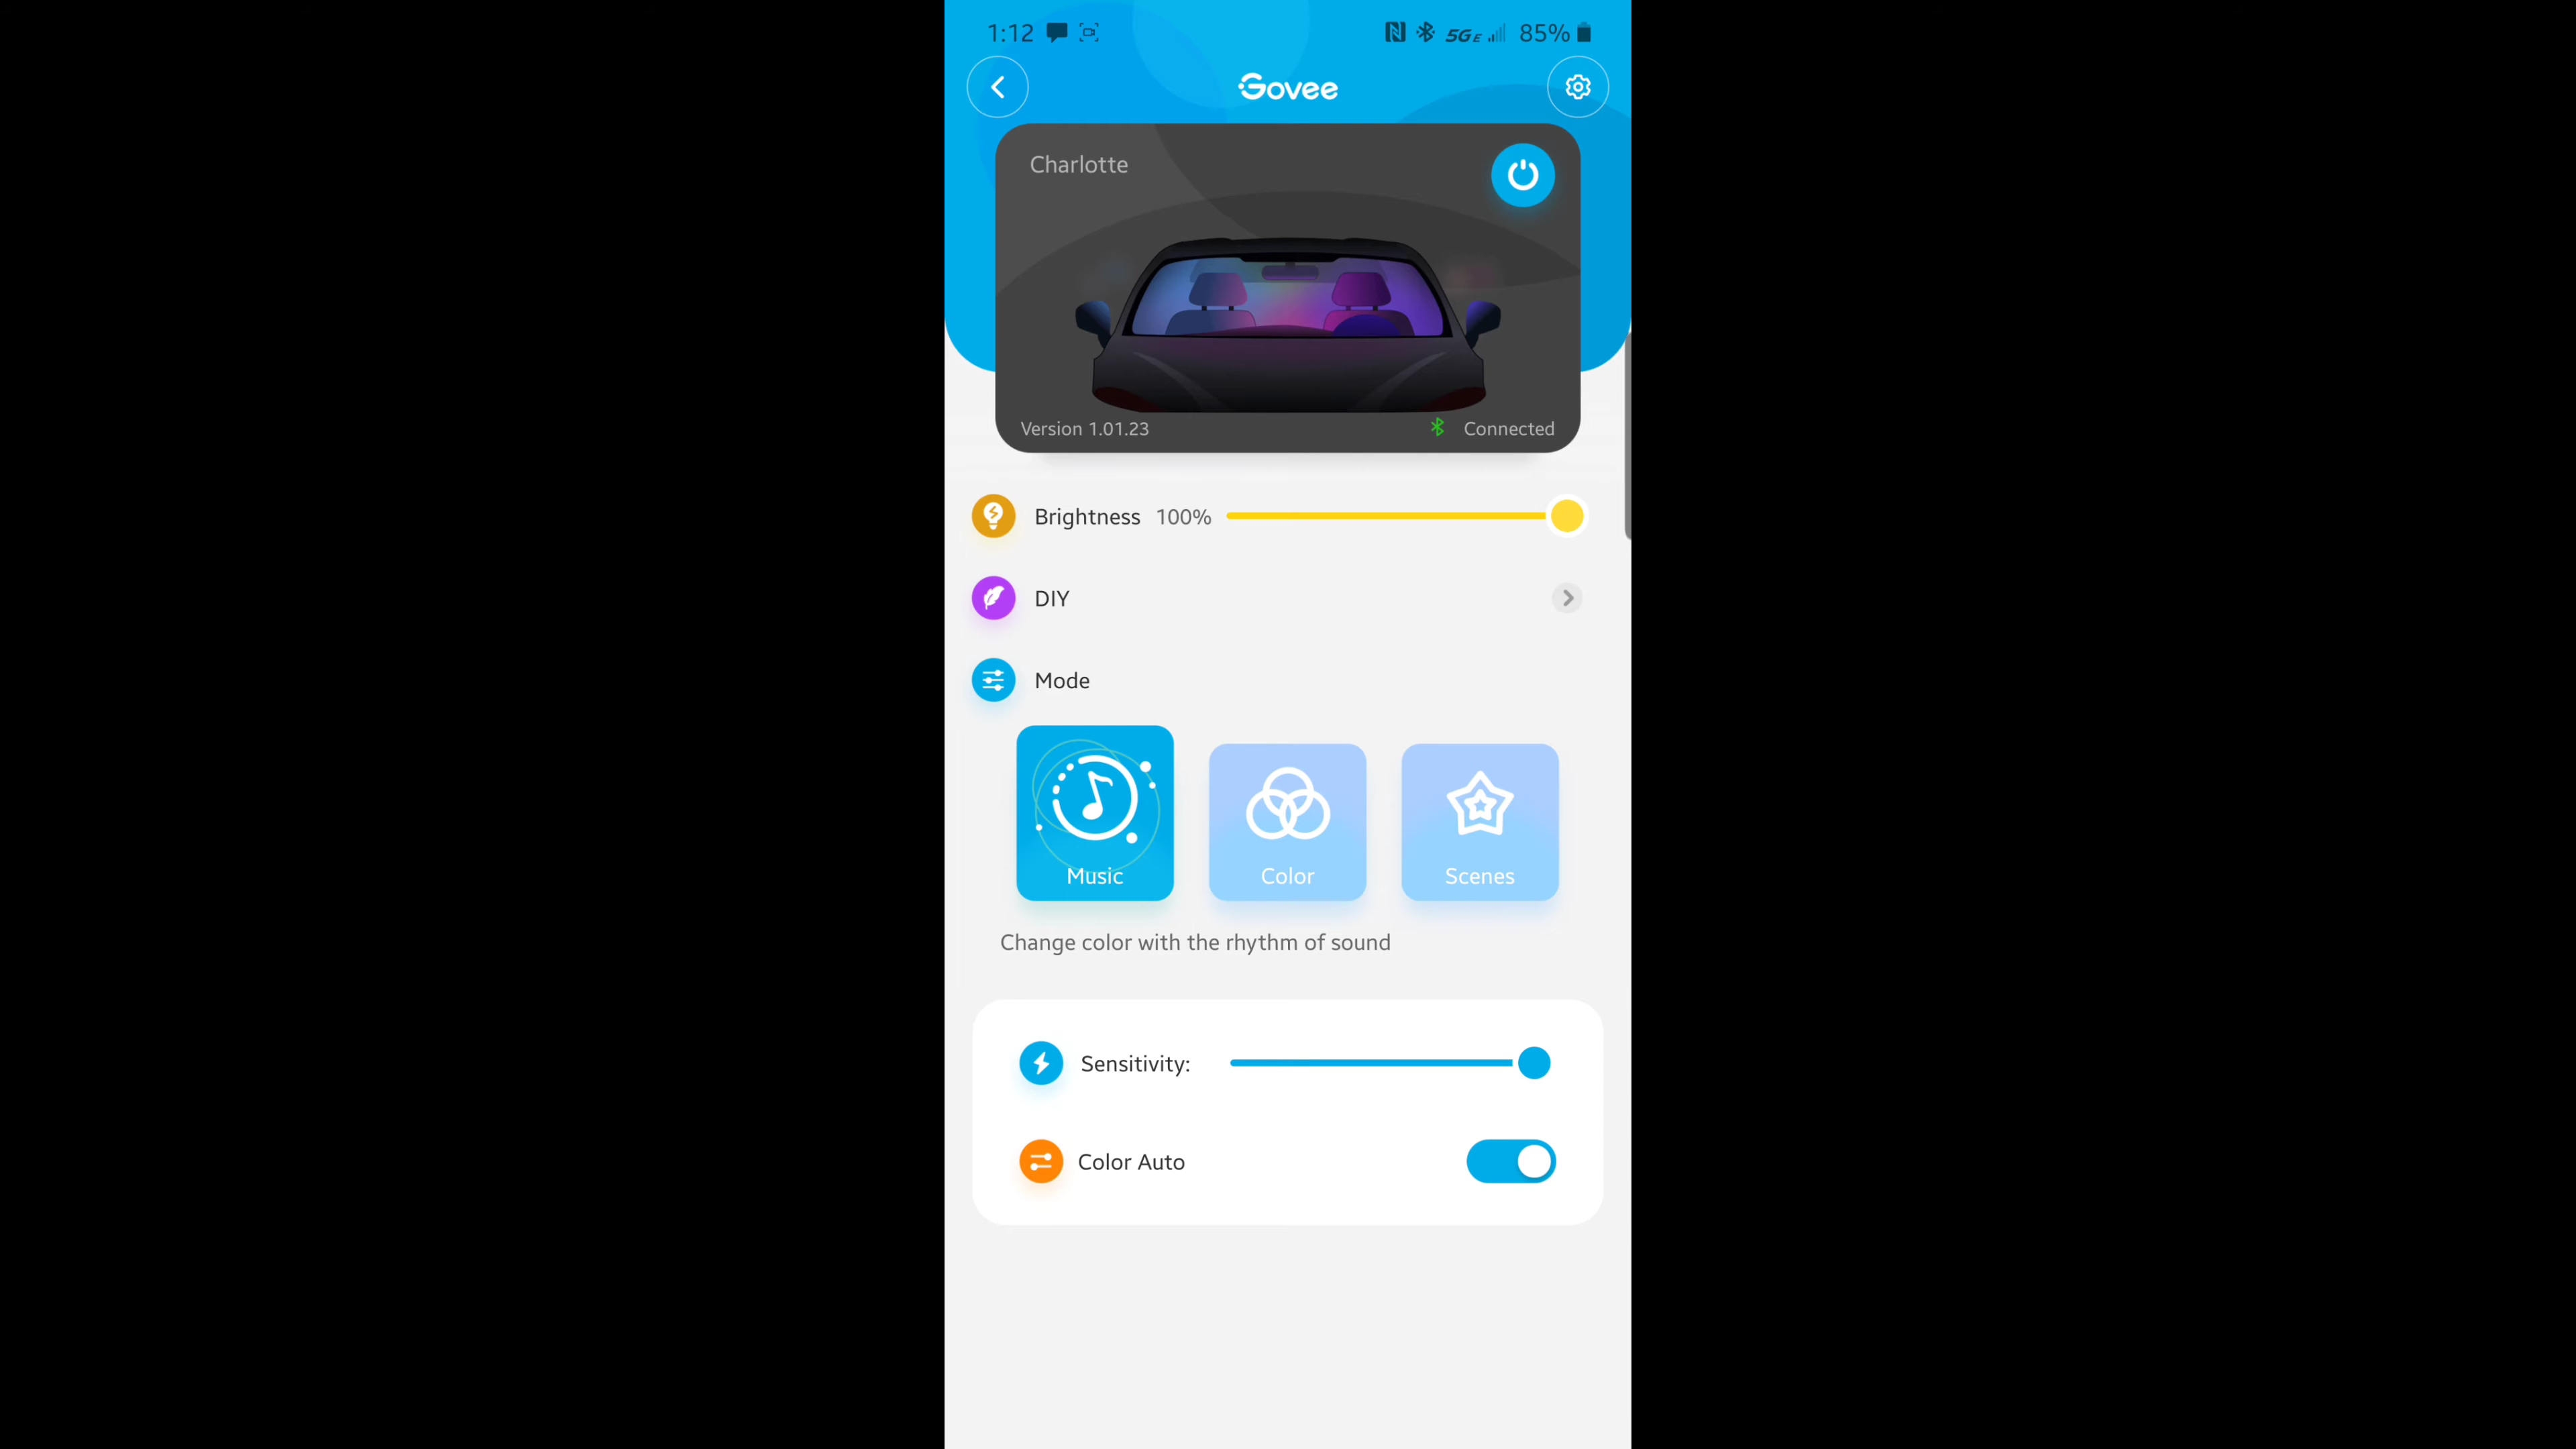 1:12 5GE 85%
Govee
Charlotte
Version 1.01.23 Connected
Brightness 100%
DIY
Mode
Music Color Scenes
Change color with the rhythm of sound
Sensitivity:
Color Auto